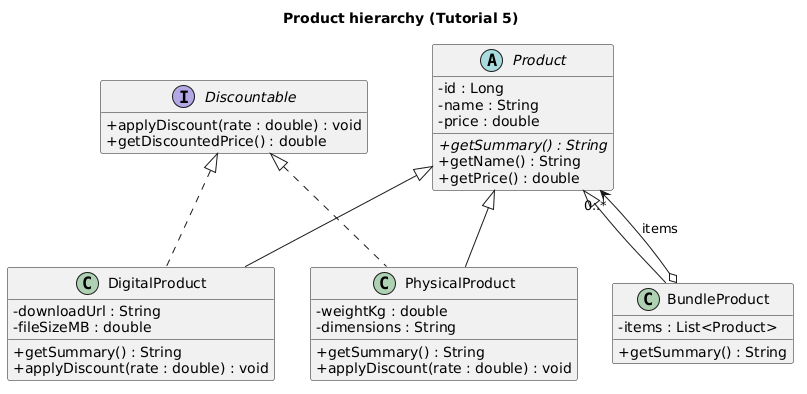 Product hierarchy (Tutorial 5)
I Discountable
+applyDiscount(rate : double) : void
+getDiscountedPrice() : double
A Product
-id : Long
-name : String
-price : double
+getSummary() : String
+getName() : String
+getPrice() : double
0..*
items
C DigitalProduct
-downloadUrl : String
-fileSizeMB : double
+getSummary() : String
+applyDiscount(rate : double) : void
C PhysicalProduct
-weightKg : double
-dimensions : String
+getSummary() : String
+applyDiscount(rate : double) : void
C BundleProduct
-items : List<Product>
+getSummary() : String